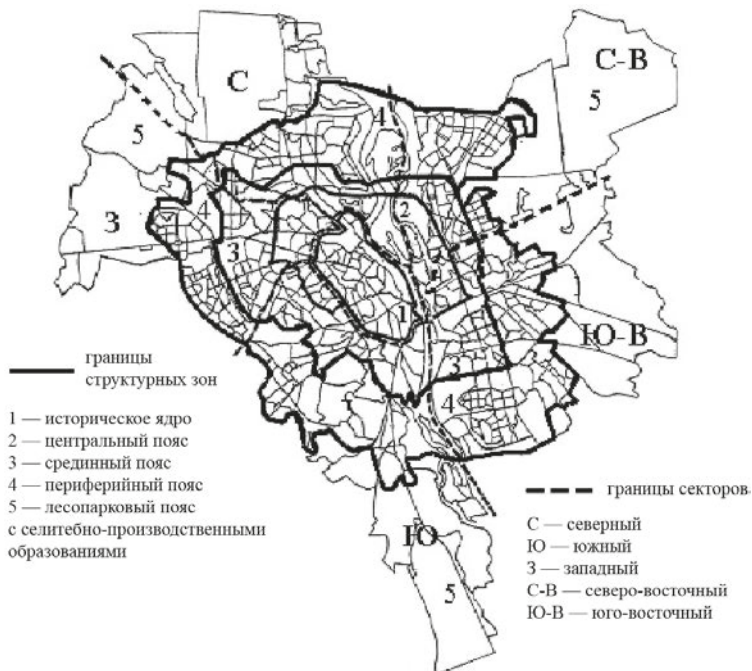 С
С-В
5
5
4
З
4
3
2
1
Ю-В
3
4
Ю
5
границы
структурных зон
1 — историческое ядро
2 — центральный пояс
3 — срединный пояс
4 — периферийный пояс
5 — лесопарковый пояс
с селитебно-производственными
образованиями
границы секторов
С — северный
Ю — южный
З — западный
С-В — северо-восточный
Ю-В — юго-восточный